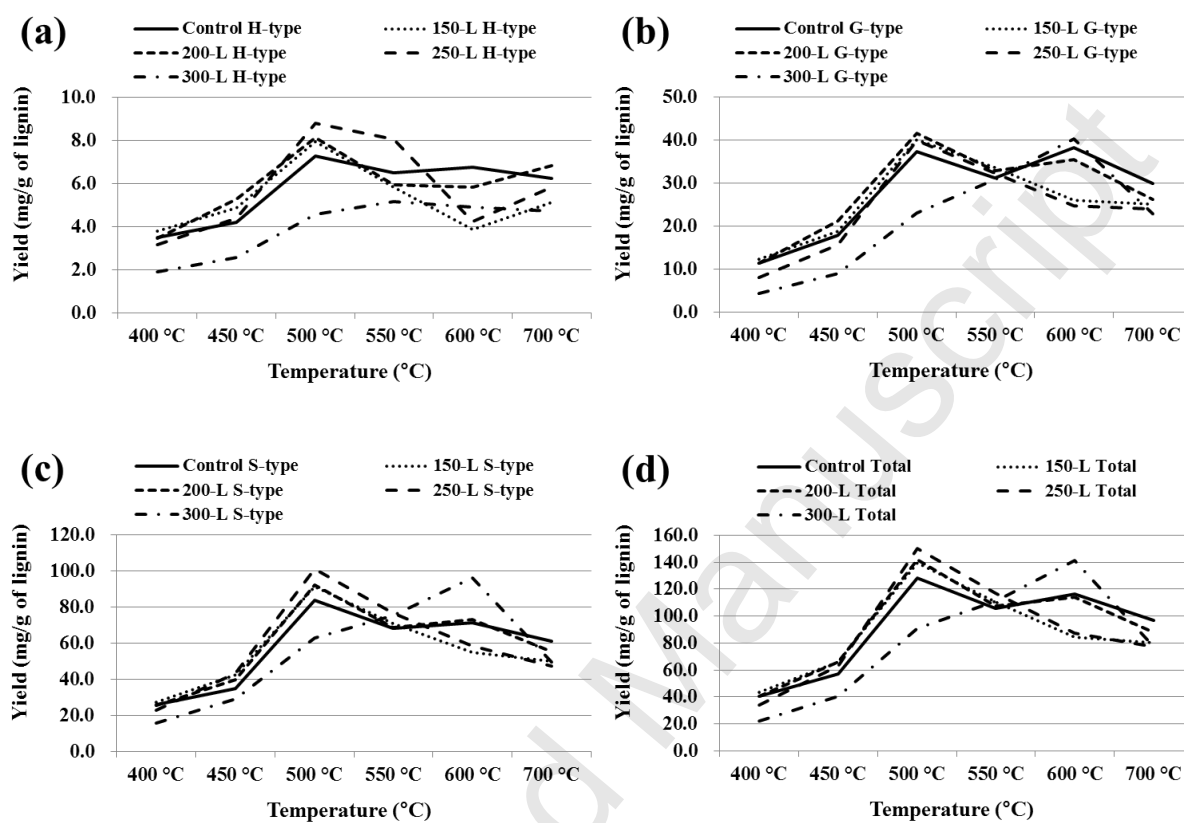 (a)
Control H-type 150-L H-type
200-L H-type 250-L H-type
300-L H-type
Yield (mg/g of lignin)
10.0
8.0
6.0
4.0
2.0
0.0
400 °C 450 °C 500 °C 550 °C 600 °C 700 °C
Temperature (°C)
(b)
Control G-type 150-L G-type
200-L G-type 250-L G-type
300-L G-type
Yield (mg/g of lignin)
50.0
40.0
30.0
20.0
10.0
0.0
400 °C 450 °C 500 °C 550 °C 600 °C 700 °C
Temperature (°C)
(c)
Control S-type 150-L S-type
200-L S-type 250-L S-type
300-L S-type
Yield (mg/g of lignin)
120.0
100.0
80.0
60.0
40.0
20.0
0.0
400 °C 450 °C 500 °C 550 °C 600 °C 700 °C
Temperature (°C)
(d)
Control Total 150-L Total
200-L Total 250-L Total
300-L Total
Yield (mg/g of lignin)
160.0
140.0
120.0
100.0
80.0
60.0
40.0
20.0
0.0
400 °C 450 °C 500 °C 550 °C 600 °C 700 °C
Temperature (°C)
d Manuscript